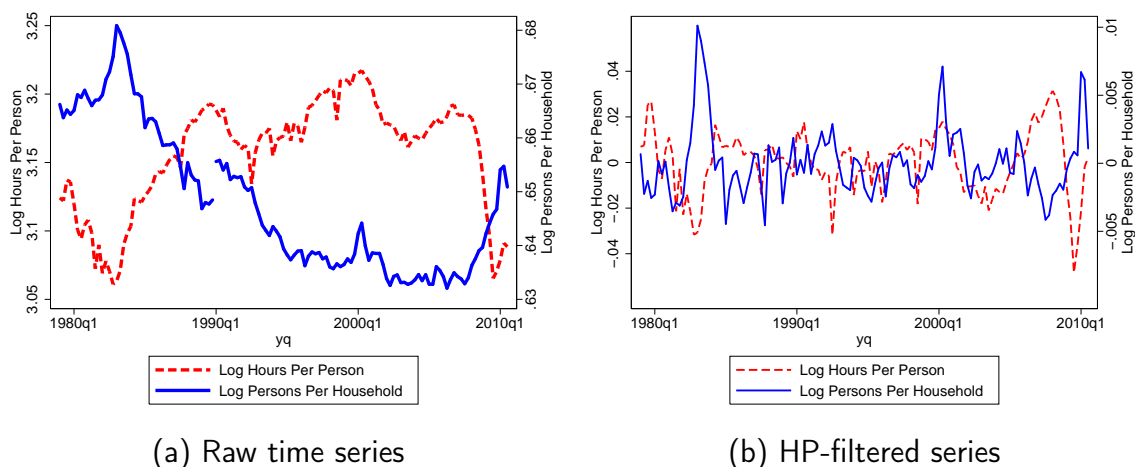 3.25
3.2
3.15
3.1
3.05
Log Hours Per Person
.68
.67
.66
.65
.64
.63
Log Persons Per Household
1980q1
1990q1
2000q1
2010q1
yq
Log Hours Per Person
Log Persons Per Household
(a) Raw time series
.04
.02
0
-.02
-.04
Log Hours Per Person
.01
.005
0
-.005
Log Persons Per Household
1980q1
1990q1
2000q1
2010q1
yq
Log Hours Per Person
Log Persons Per Household
(b) HP-filtered series